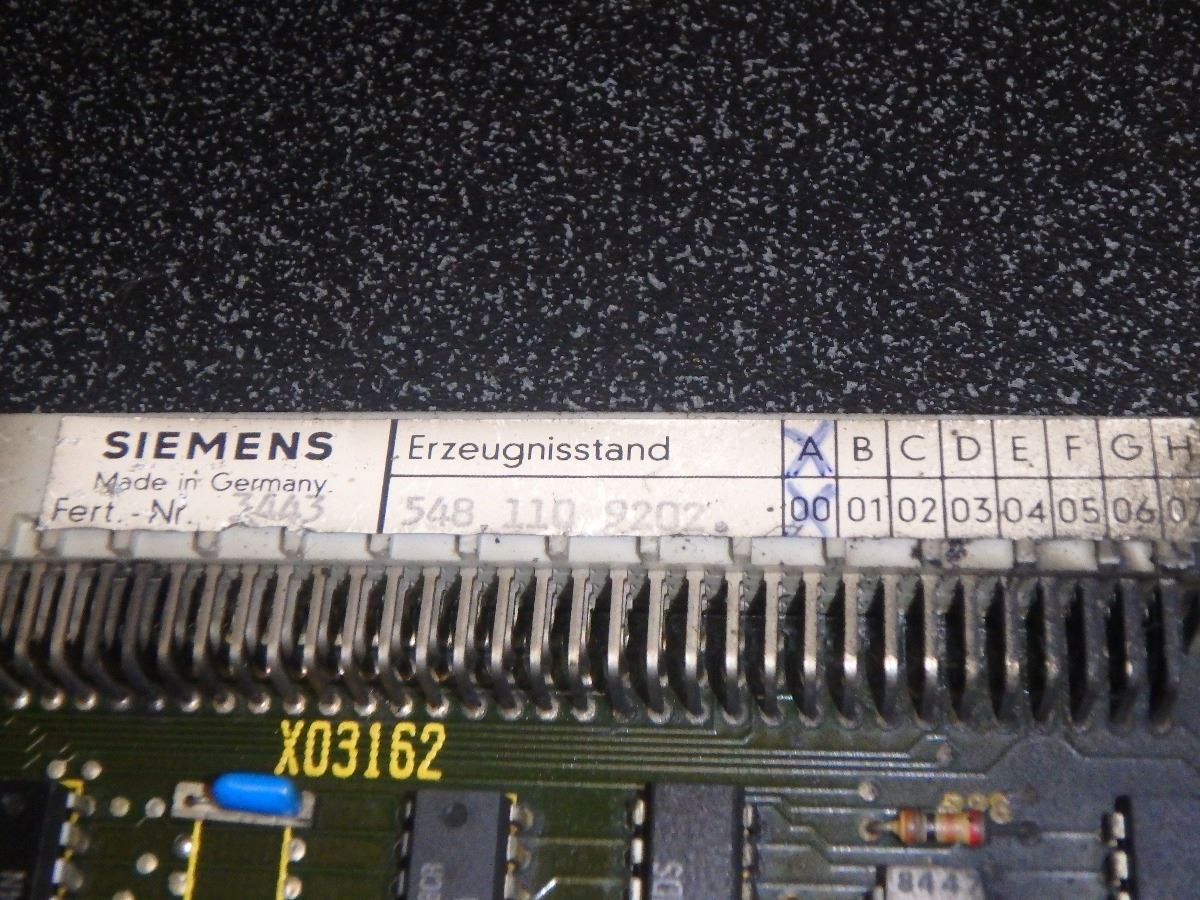 SIEMENS
Made in Germany
Fert.-Nr. 3443
Erzeugnisstand A B C D E F G H
548 110 9202. 00 01 02 03 04 05 06
X03162